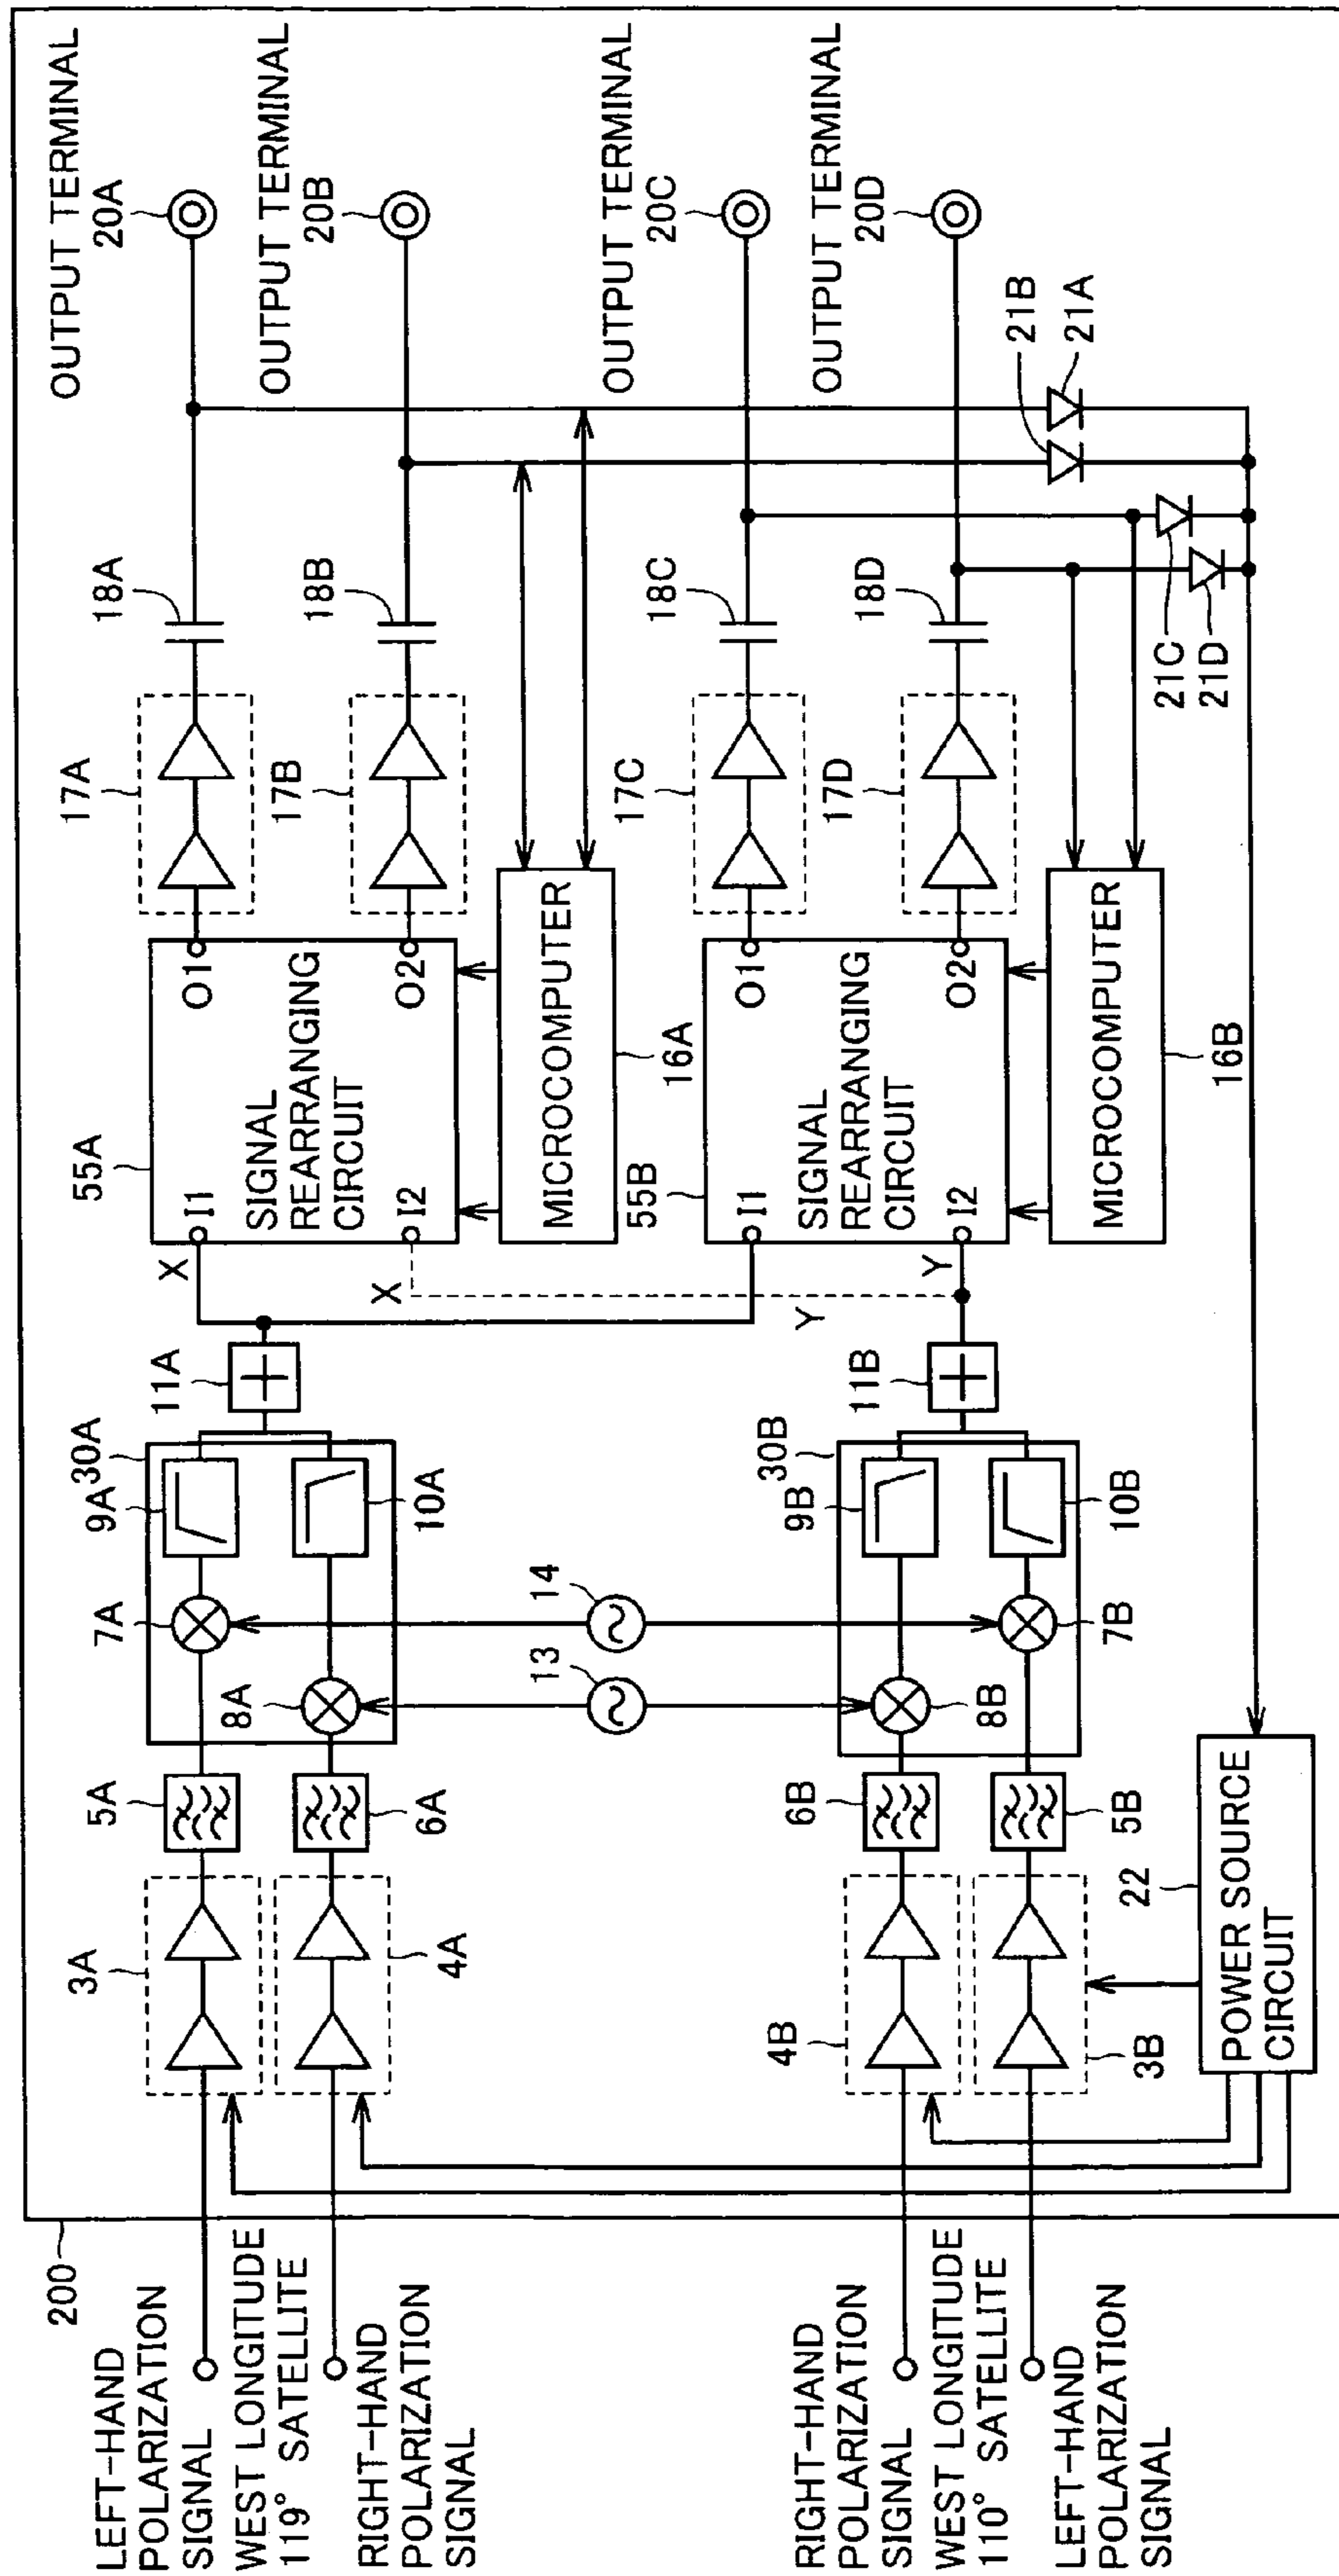 200
LEFT-HAND
POLARIZATION
SIGNAL
WEST LONGITUDE
119° SATELLITE
RIGHT-HAND
POLARIZATION
SIGNAL
RIGHT-HAND
POLARIZATION
SIGNAL
WEST LONGITUDE
110° SATELLITE
LEFT-HAND
POLARIZATION
SIGNAL
3A
4A
4B
3B
5A
6A
6B
5B
22
POWER SOURCE
CIRCUIT
7A
8A
13
14
8B
7B
9A
30A
10A
9B
30B
10B
11A
11B
X
X
Y
Y
55A
I1
O1
SIGNAL
REARRANGING
CIRCUIT
I2
O2
MICROCOMPUTER
16A
55B
I1
O1
SIGNAL
REARRANGING
CIRCUIT
I2
O2
MICROCOMPUTER
16B
17A
17B
17C
17D
18A
18B
18C
18D
21C
21D
21B
21A
OUTPUT TERMINAL
20A
OUTPUT TERMINAL
20B
OUTPUT TERMINAL
20C
OUTPUT TERMINAL
20D